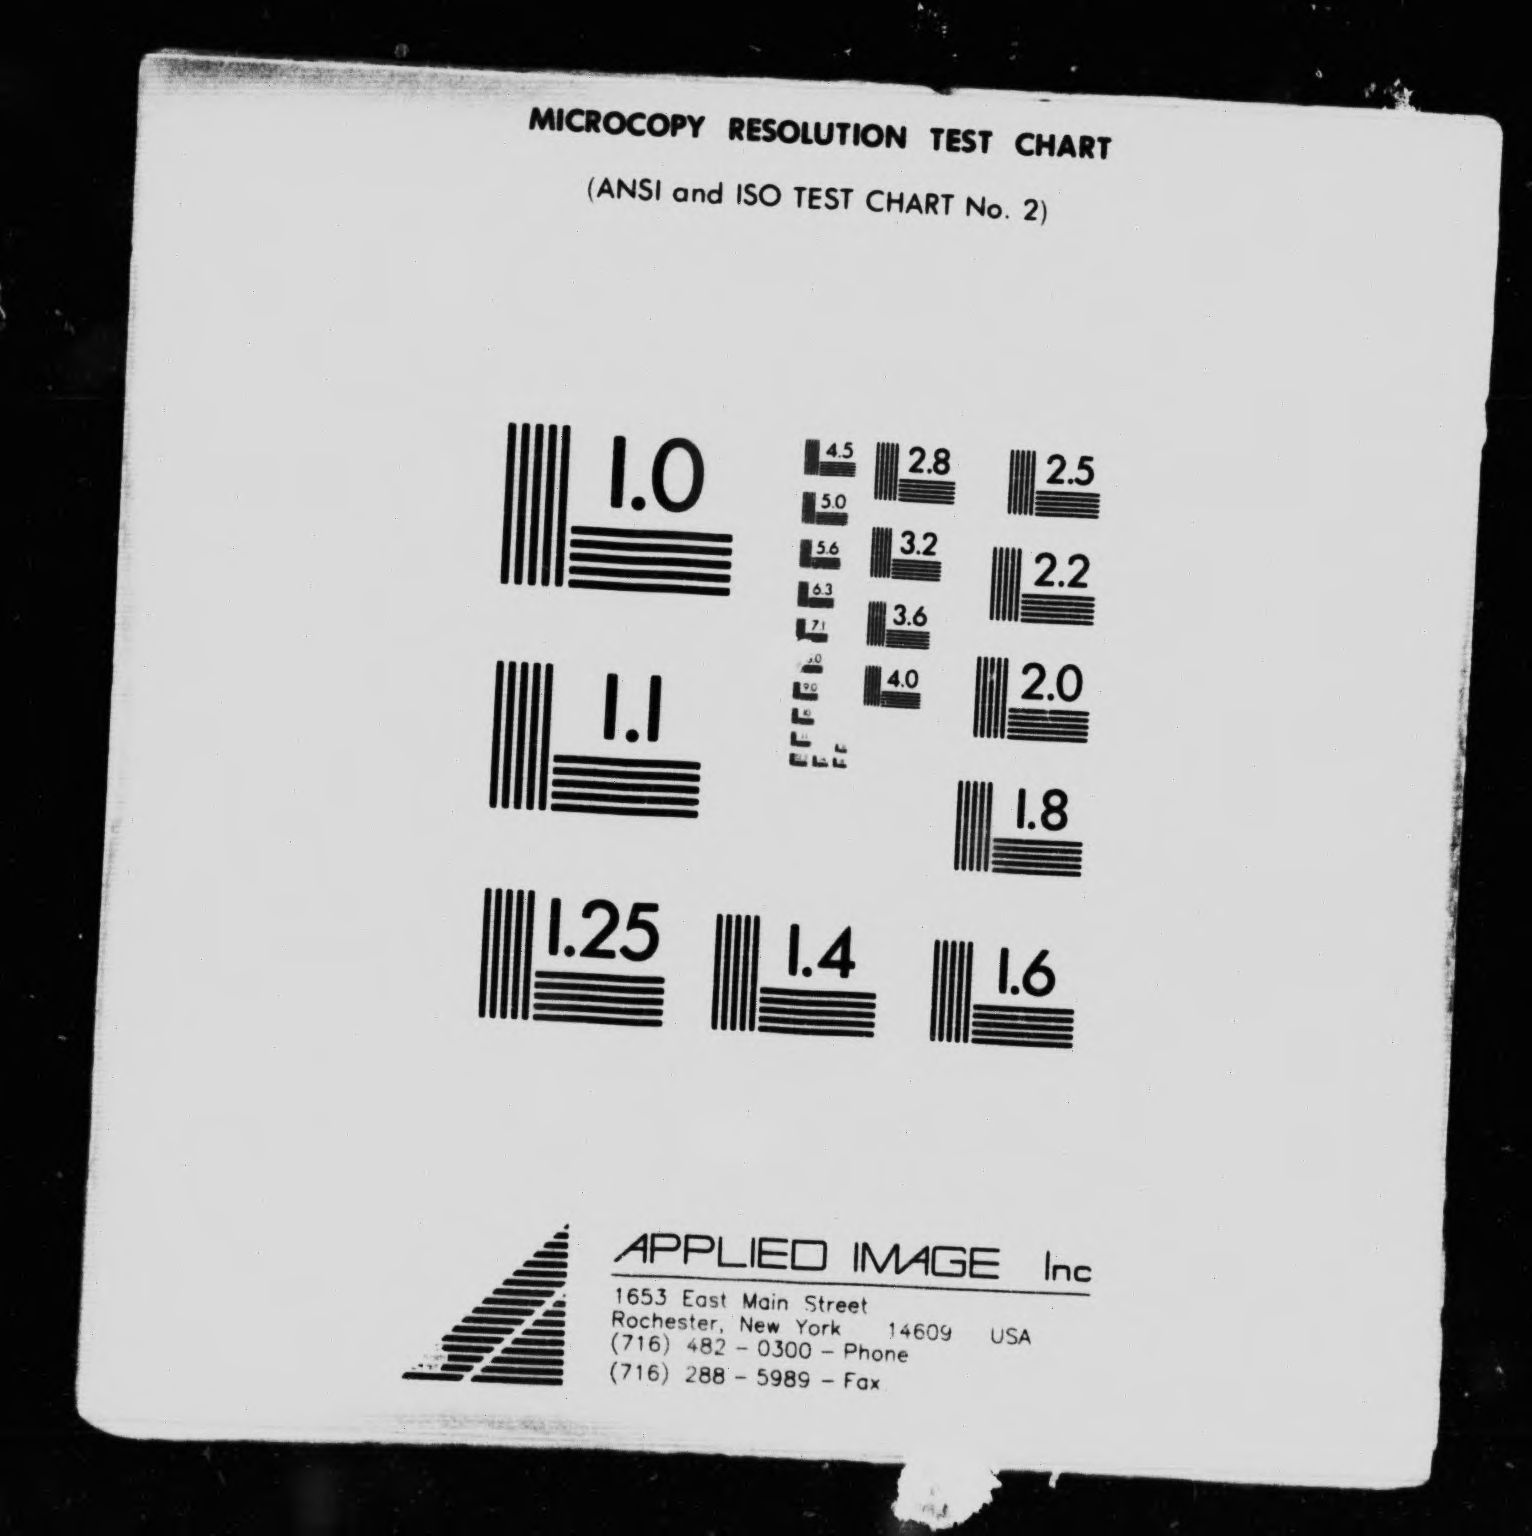 MICROCOPY RESOLUTION TEST CHART
(ANSI and ISO TEST CHART No. 2)
1.0
1.1
1.25
1.4
1.6
1.8
2.0
2.2
2.5
2.8
3.2
3.6
4.0
4.5
5.0
5.6
6.3
7.1
9.0
10
APPLIED IMAGE Inc
1653 East Main Street
Rochester, New York 14609 USA
(716) 482 - 0300 - Phone
(716) 288 - 5989 - Fax